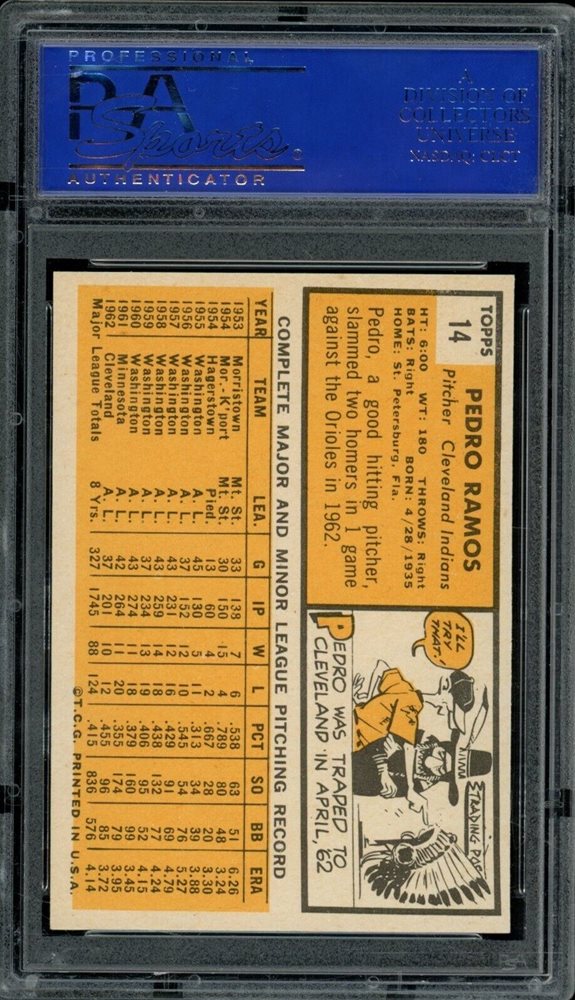 PROFESSIONAL
PSA
Sports
AUTHENTICATOR
A
DIVISION OF
COLLECTORS
UNIVERSE
NASDAQ: CLCT
TOPPS
14
PEDRO RAMOS
Pitcher Cleveland Indians
HT: 6:00 WT: 180 THROWS: Right
BATS: Right BORN: 4/28/1935
HOME: St. Petersburg, Fla.
Pedro, a good hitting pitcher,
slammed two homers in 1 game
against the Orioles in 1962.
I'LL
TRY
THAT!
TRADING POST
PEDRO WAS TRADED TO
CLEVELAND IN APRIL, '62
COMPLETE MAJOR AND MINOR LEAGUE PITCHING RECORD
YEAR TEAM LEA. G IP W L PCT SO BB ERA
1953 Morristown Mt. St. 33 138 7 6 .538 63 51 6.26
1954 Mor.-K'port Mt. St. 30 150 15 4 .789 80 48 3.24
1954 Hagerstown Pied. 13 60 4 2 .667 28 20 3.30
1955 Washington A. L. 45 130 5 11 .313 34 39 3.88
1956 Washington A. L. 37 152 12 10 .545 54 76 5.27
1957 Washington A. L. 43 231 12 16 .429 91 69 4.79
1958 Washington A. L. 43 259 14 18 .438 132 77 4.24
1959 Washington A. L. 37 234 13 19 .406 95 52 4.15
1960 Washington A. L. 43 274 11 18 .379 160 99 3.45
1961 Minnesota A. L. 42 264 11 20 .355 174 79 3.95
1962 Cleveland A. L. 37 201 10 12 .455 96 85 3.72
Major League Totals 8 Yrs. 327 1745 88 124 .415 836 576 4.14
©T.C.G. PRINTED IN U.S.A.